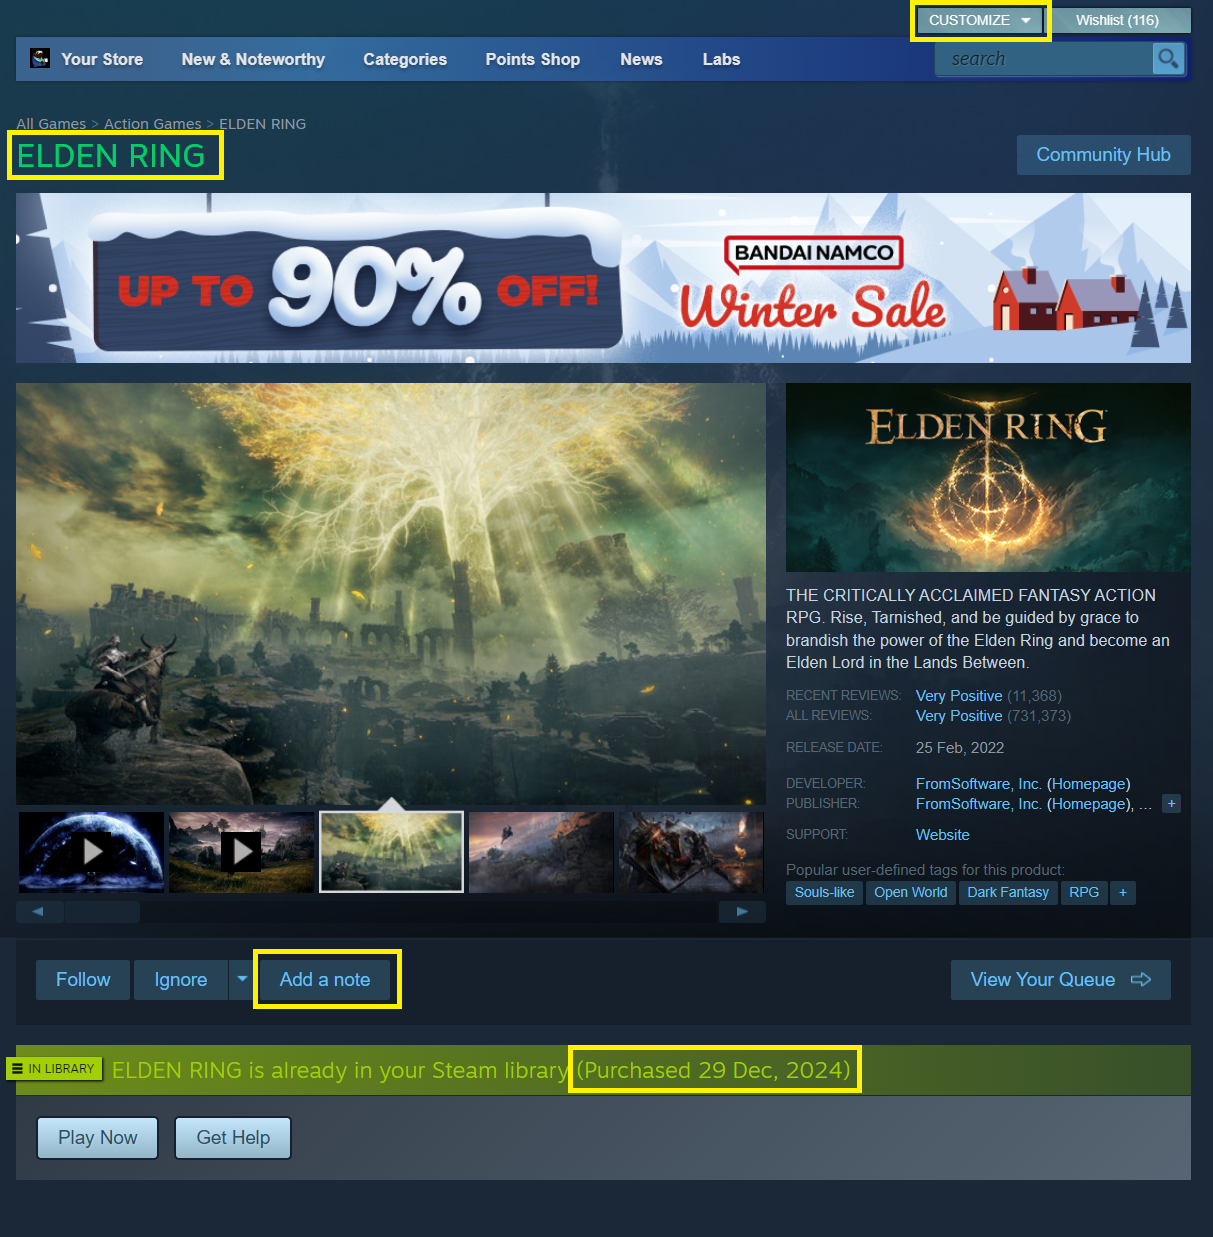 CUSTOMIZE
Wishlist (116)
Your Store
New & Noteworthy
Categories
Points Shop
News
Labs
search
All Games > Action Games > ELDEN RING
ELDEN RING
Community Hub
UP TO 90% OFF!
BANDAI NAMCO
Winter Sale
ELDEN RING
THE CRITICALLY ACCLAIMED FANTASY ACTION
RPG. Rise, Tarnished, and be guided by grace to
brandish the power of the Elden Ring and become an
Elden Lord in the Lands Between.
RECENT REVIEWS: Very Positive (11,368)
ALL REVIEWS: Very Positive (731,373)
RELEASE DATE: 25 Feb, 2022
DEVELOPER: FromSoftware, Inc. (Homepage)
PUBLISHER: FromSoftware, Inc. (Homepage), ... +
SUPPORT: Website
Popular user-defined tags for this product:
Souls-like Open World Dark Fantasy RPG +
Follow
Ignore
Add a note
View Your Queue
IN LIBRARY
ELDEN RING is already in your Steam library (Purchased 29 Dec, 2024)
Play Now
Get Help